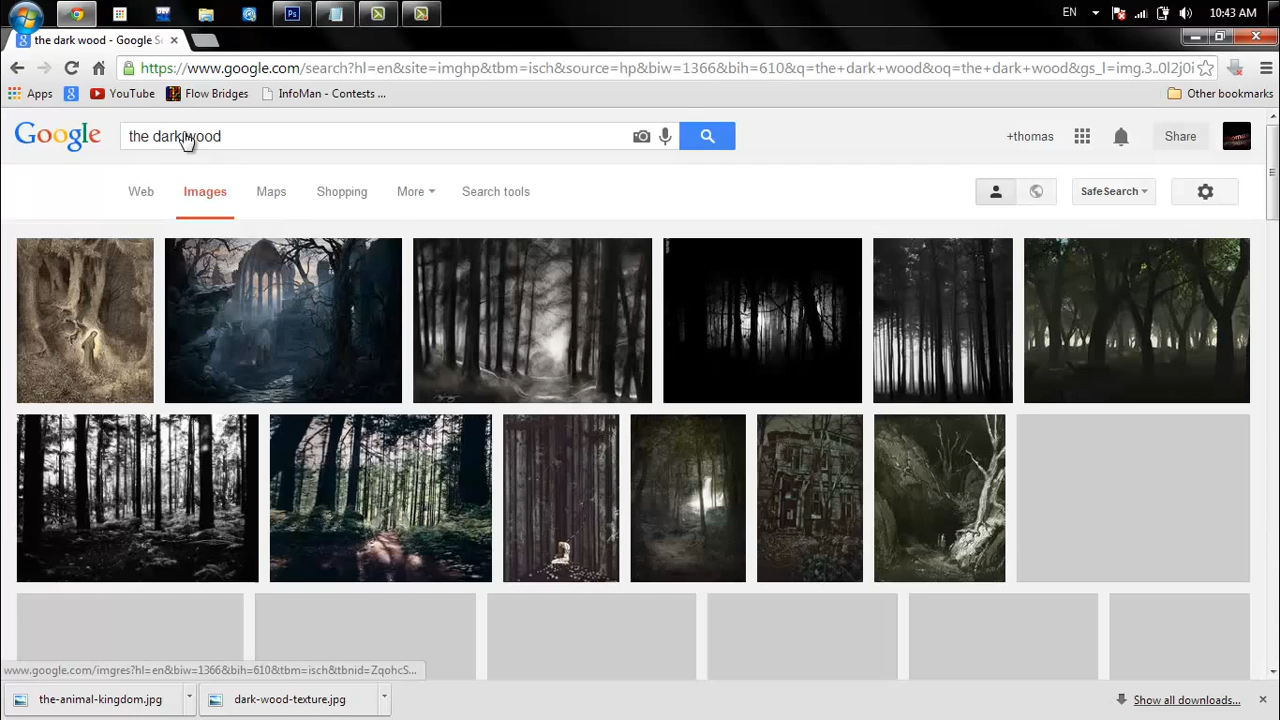 EN
10:43 AM
the dark wood - Google Se
https://www.google.com/search?hl=en&site=imghp&tbm=isch&source=hp&biw=1366&bih=610&q=the+dark+wood&oq=the+dark+wood&gs_l=img.3..0l2j0i
Apps
YouTube
Flow Bridges
InfoMan - Contests ...
Other bookmarks
Google
the dark wood
+thomas
Share
Web
Images
Maps
Shopping
More
Search tools
SafeSearch
www.google.com/imgres?hl=en&biw=1366&bih=610&tbm=isch&tbnid=ZqohcS...
the-animal-kingdom.jpg
dark-wood-texture.jpg
Show all downloads...